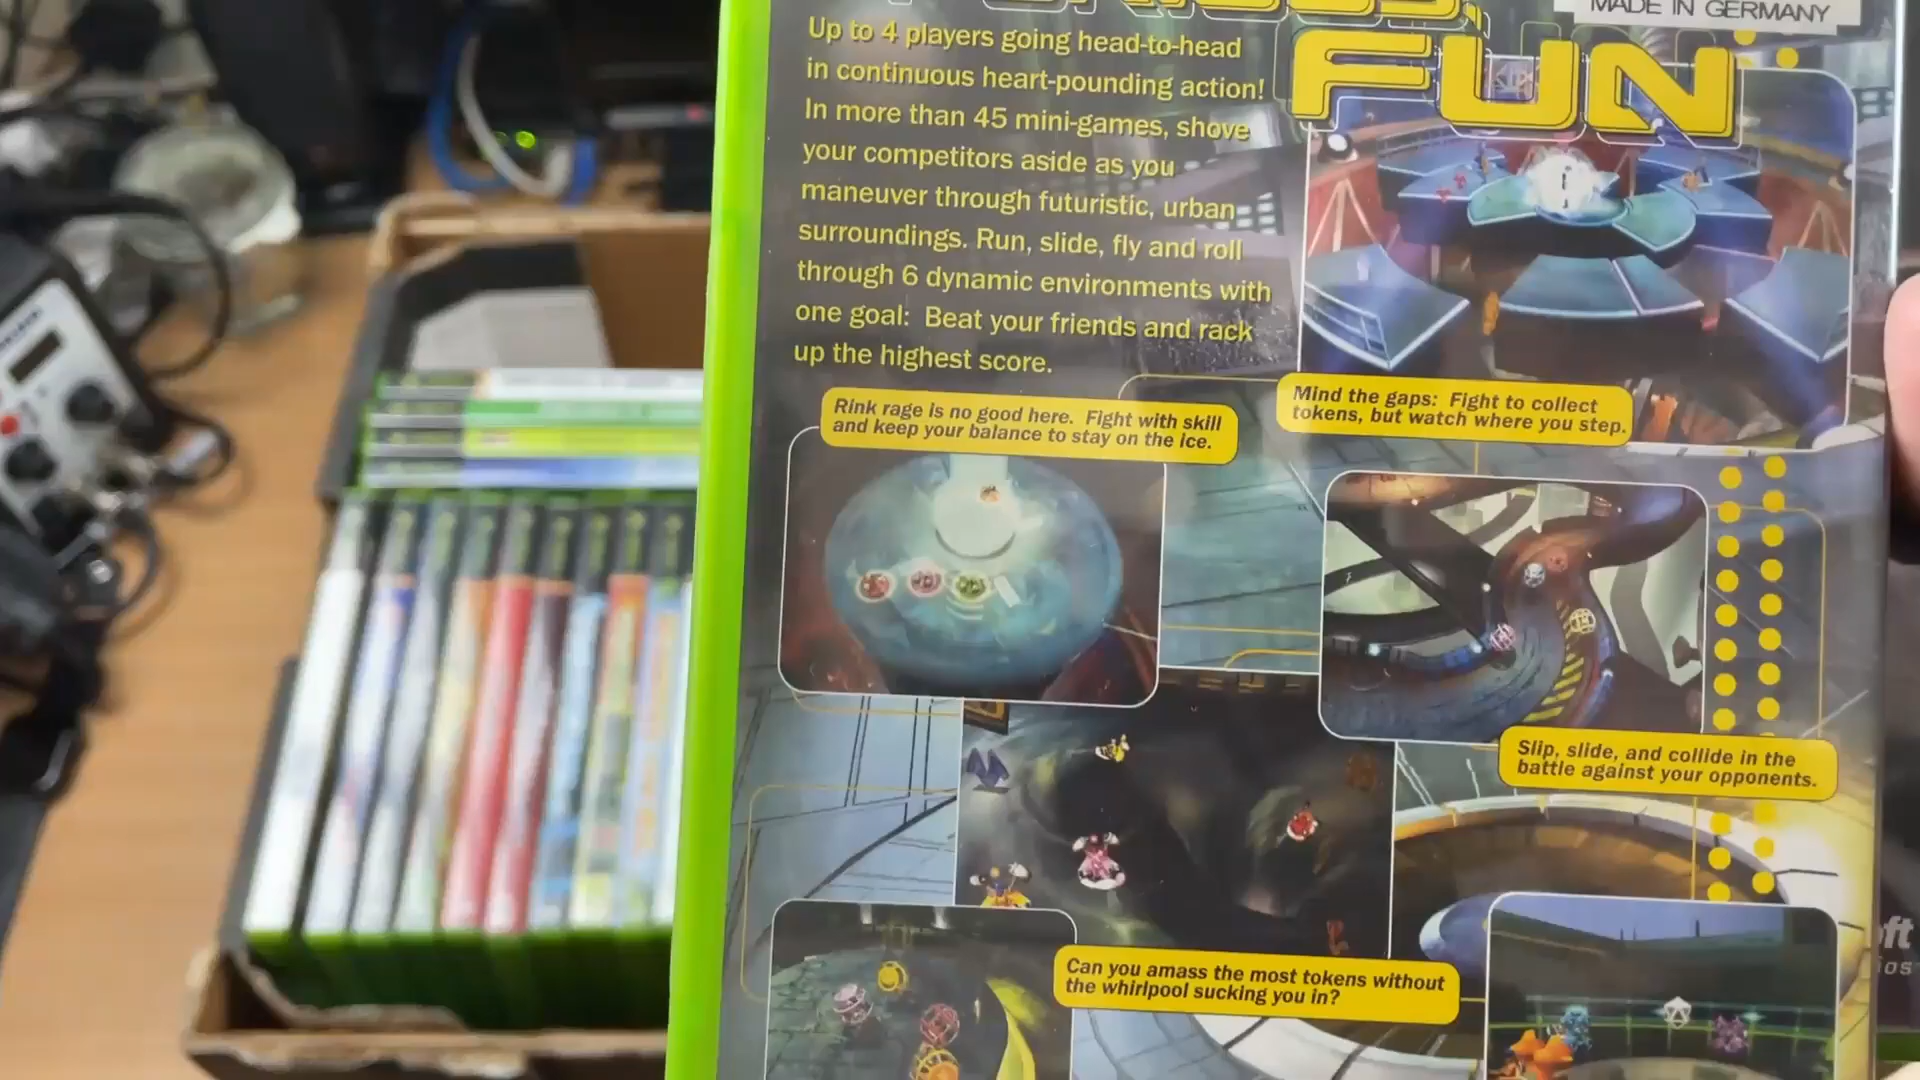 MADE IN GERMANY
FUN
Up to 4 players going head-to-head
in continuous heart-pounding action!
In more than 45 mini-games, shove
your competitors aside as you
maneuver through futuristic, urban
surroundings. Run, slide, fly and roll
through 6 dynamic environments with
one goal: Beat your friends and rack
up the highest score.
Rink rage is no good here. Fight with skill
and keep your balance to stay on the ice.
Mind the gaps: Fight to collect
tokens, but watch where you step.
Slip, slide, and collide in the
battle against your opponents.
Can you amass the most tokens without
the whirlpool sucking you in?